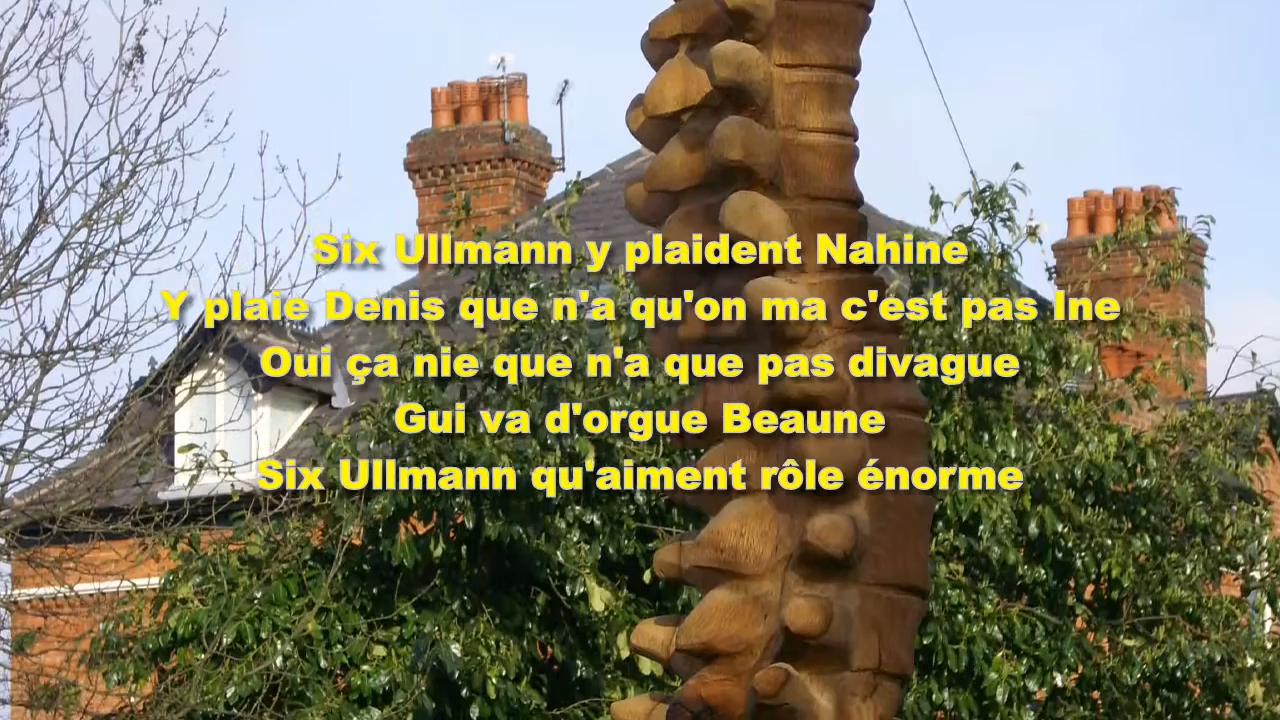 Six Ullmann y plaident Nahine
Y plaie Denis que n'a qu'on ma c'est pas Ine
Oui ça nie que n'a que pas divague
Gui va d'orgue Beaune
Six Ullmann qu'aiment rôle énorme